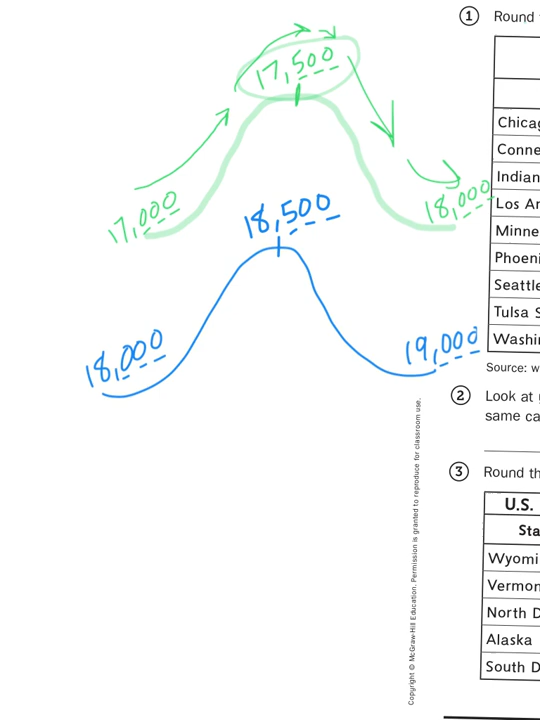 17,500
17,000
18,000
18,500
18,000
19,000
① Round
Chicag
Conne
Indian
Los Ar
Minne
Phoeni
Seattle
Tulsa S
Washin
Source: w
② Look at
same ca
③ Round th
U.S.
Sta
Wyomi
Vermon
North D
Alaska
South D
Copyright © McGraw-Hill Education. Permission is granted to reproduce for classroom use.